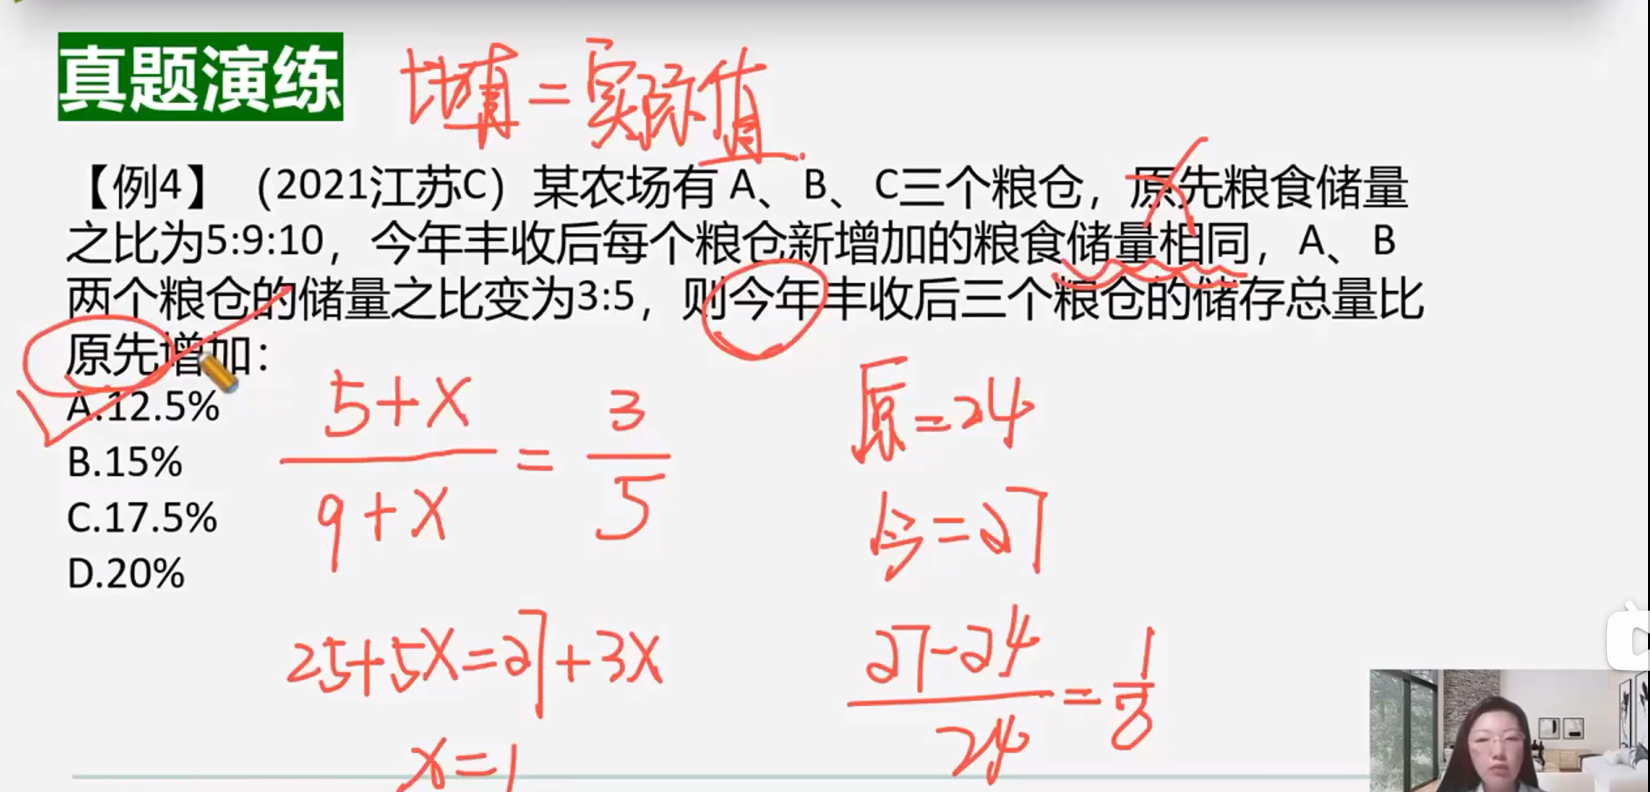 真题演练
比值=实际值
【例4】（2021江苏C）某农场有 A、B、C三个粮仓，原先粮食储量
之比为5:9:10，今年丰收后每个粮仓新增加的粮食储量相同，A、B
两个粮仓的储量之比变为3:5，则今年丰收后三个粮仓的储存总量比
原先增加：
A.12.5%
B.15%
C.17.5%
D.20%
5+X
9+X
=
3
5
25+5X=27+3X
x=1
原=24
今=27
27-24
24
=
1
8